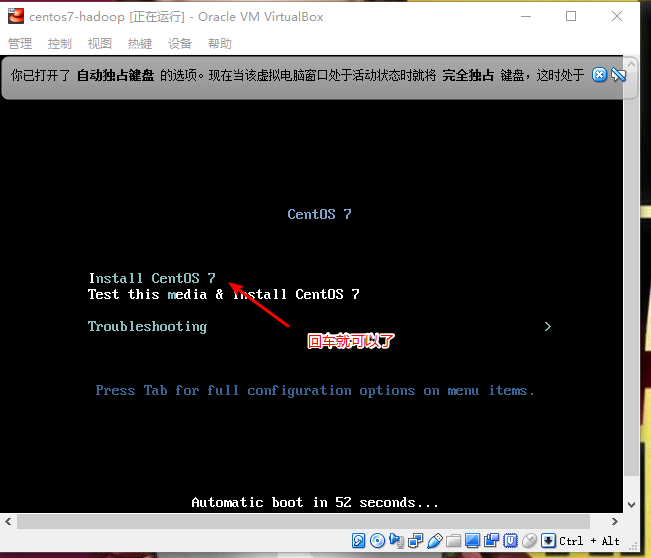 centos7-hadoop [正在运行] - Oracle VM VirtualBox
管理 控制 视图 热键 设备 帮助
你已打开了 自动独占键盘 的选项。现在当该虚拟电脑窗口处于活动状态时就将 完全独占 键盘，这时处于
CentOS 7
Install CentOS 7
Test this media & install CentOS 7
Troubleshooting >
回车就可以了
Press Tab for full configuration options on menu items.
Automatic boot in 52 seconds...
Ctrl + Alt